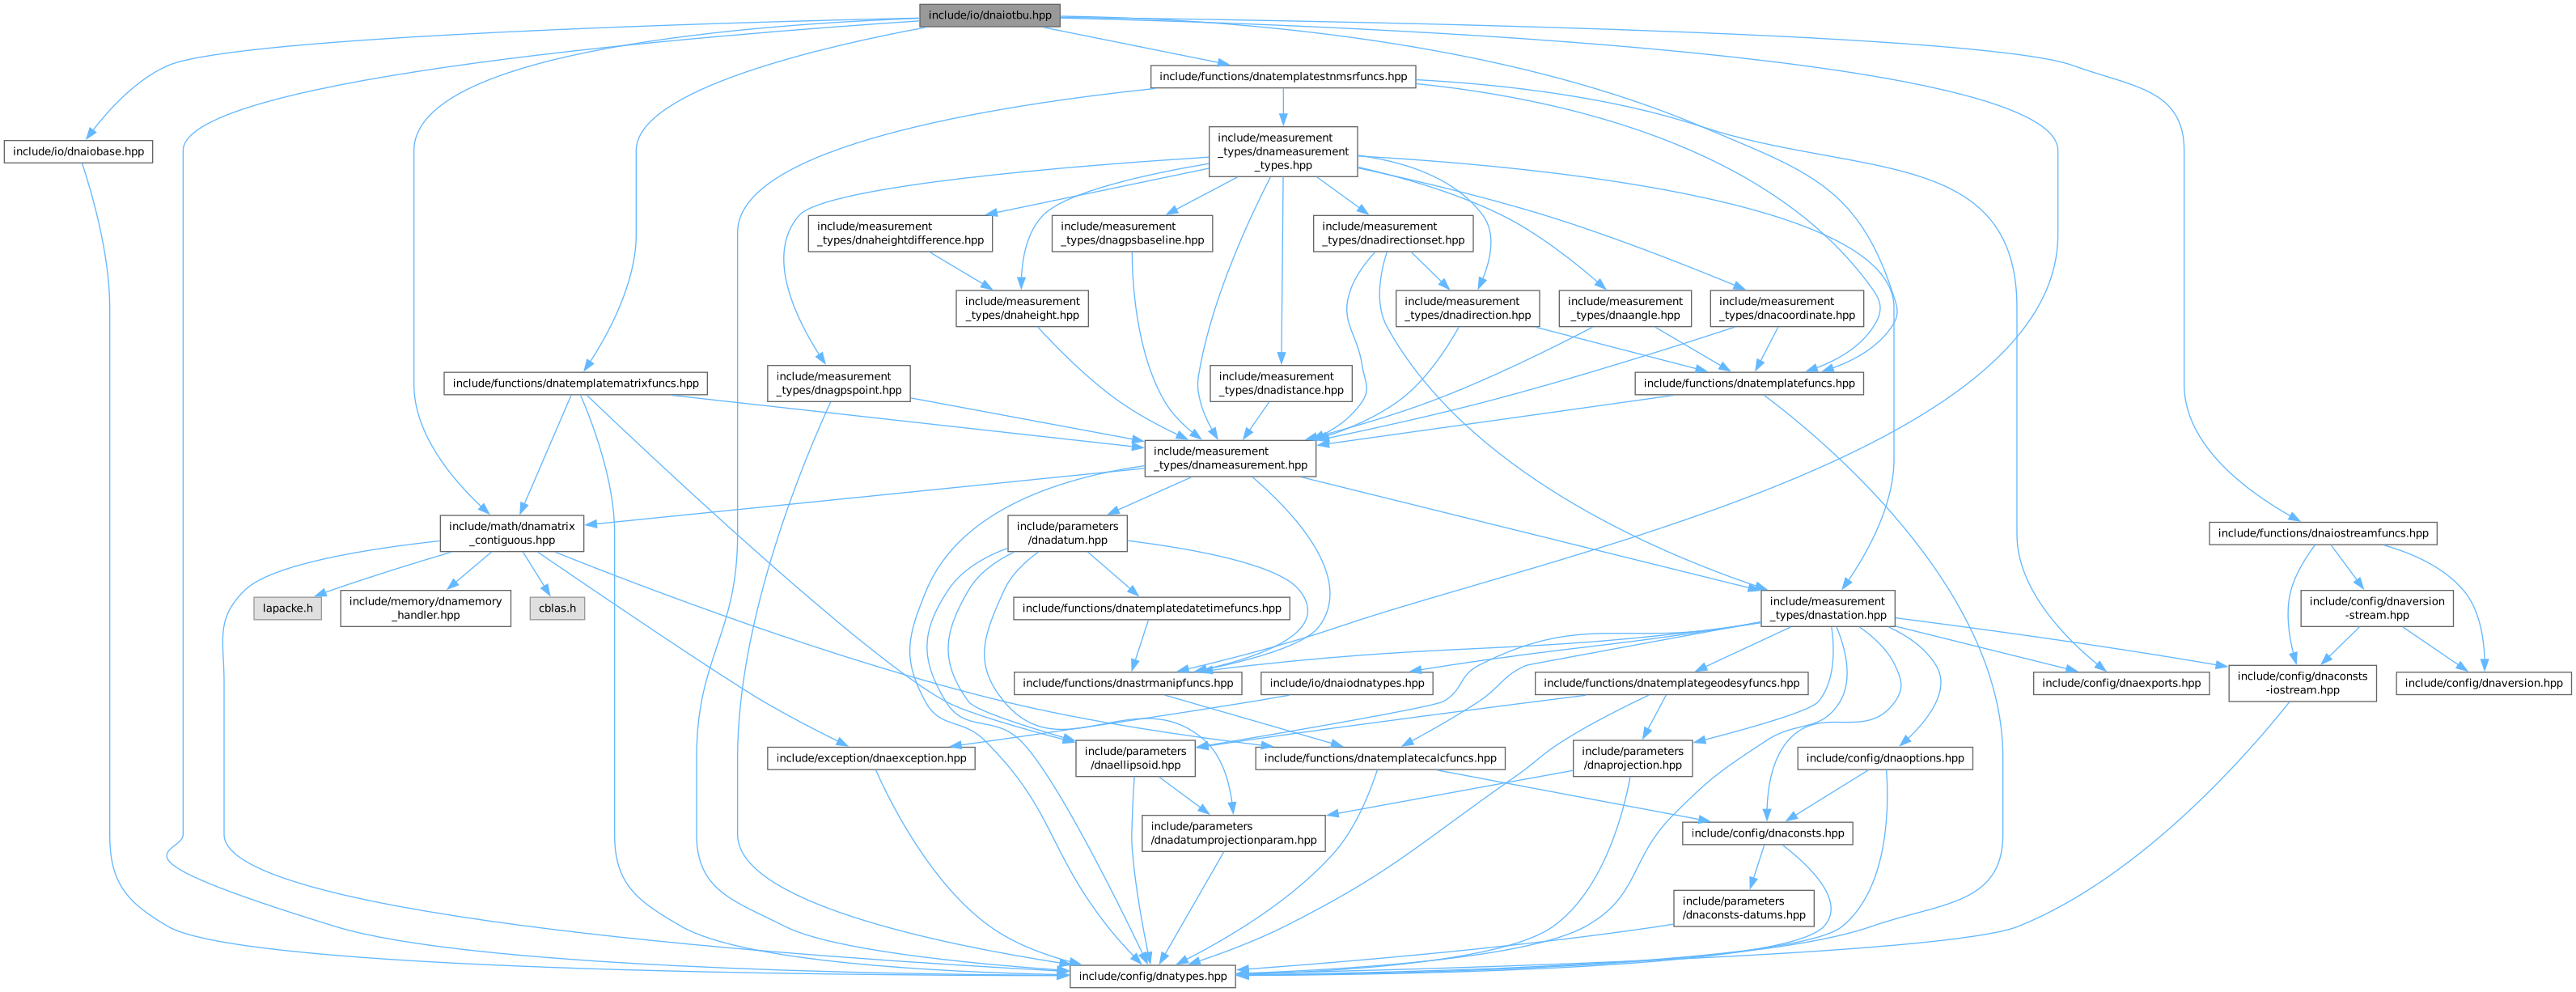 include/io/dnaiotbu.hpp
include/functions/dnatemplatestnmsrfuncs.hpp
include/io/dnaiobase.hpp
include/measurement
_types/dnameasurement
_types.hpp
include/measurement
_types/dnaheightdifference.hpp
include/measurement
_types/dnagpsbaseline.hpp
include/measurement
_types/dnadirectionset.hpp
include/measurement
_types/dnaheight.hpp
include/measurement
_types/dnadirection.hpp
include/measurement
_types/dnaangle.hpp
include/measurement
_types/dnacoordinate.hpp
include/functions/dnatemplatematrixfuncs.hpp
include/measurement
_types/dnagpspoint.hpp
include/measurement
_types/dnadistance.hpp
include/functions/dnatemplatefuncs.hpp
include/measurement
_types/dnameasurement.hpp
include/math/dnamatrix
_contiguous.hpp
include/parameters
/dnadatum.hpp
include/functions/dnaiostreamfuncs.hpp
lapacke.h
include/memory/dnamemory
_handler.hpp
cblas.h
include/functions/dnatemplatedatetimefuncs.hpp
include/measurement
_types/dnastation.hpp
include/config/dnaversion
-stream.hpp
include/functions/dnastrmanipfuncs.hpp
include/io/dnaiodnatypes.hpp
include/functions/dnatemplategeodesyfuncs.hpp
include/config/dnaexports.hpp
include/config/dnaconsts
-iostream.hpp
include/config/dnaversion.hpp
include/exception/dnaexception.hpp
include/parameters
/dnaellipsoid.hpp
include/functions/dnatemplatecalcfuncs.hpp
include/parameters
/dnaprojection.hpp
include/config/dnaoptions.hpp
include/parameters
/dnadatumprojectionparam.hpp
include/config/dnaconsts.hpp
include/parameters
/dnaconsts-datums.hpp
include/config/dnatypes.hpp